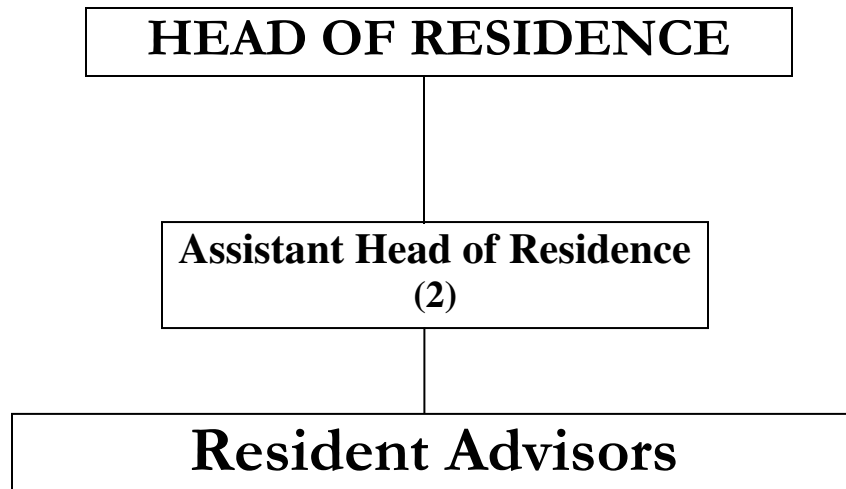 HEAD OF RESIDENCE
Assistant Head of Residence
(2)
Resident Advisors